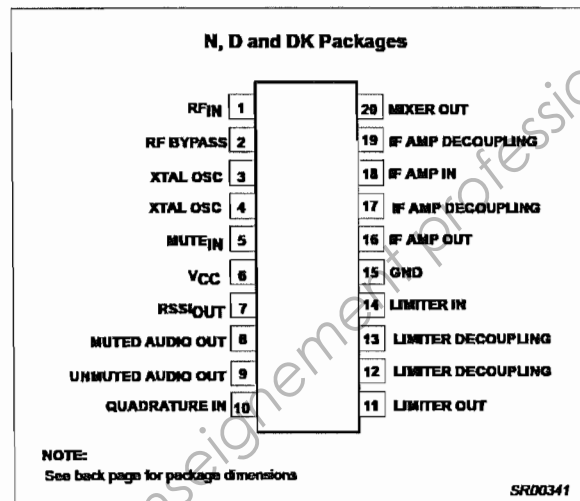 N, D and DK Packages
RFIN 1
RF BYPASS 2
XTAL OSC 3
XTAL OSC 4
MUTEIN 5
VCC 6
RSSIOUT 7
MUTED AUDIO OUT 8
UNMUTED AUDIO OUT 9
QUADRATURE IN 10
20 MIXER OUT
19 IF AMP DECOUPLING
18 IF AMP IN
17 IF AMP DECOUPLING
16 IF AMP OUT
15 GND
14 LIMITER IN
13 LIMITER DECOUPLING
12 LIMITER DECOUPLING
11 LIMITER OUT
NOTE:
See back page for package dimensions
SR00341
seignement professio